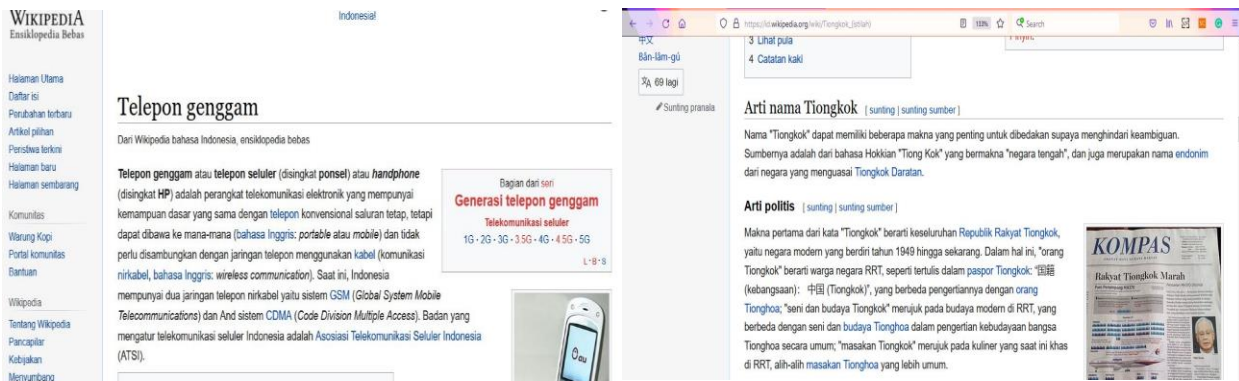 WIKIPEDIA
Ensiklopedia Bebas
Halaman Utama
Daftar isi
Perubahan terbaru
Artikel pilihan
Peristiwa terkini
Halaman baru
Halaman sembarang
Komunitas
Warung Kopi
Portal komunitas
Bantuan
Wikipedia
Tentang Wikipedia
Pancapilar
Kebijakan
Menyumbang
Indonesia!
Telepon genggam
Dari Wikipedia bahasa Indonesia, ensiklopedia bebas
Telepon genggam atau telepon seluler (disingkat ponsel) atau handphone
(disingkat HP) adalah perangkat telekomunikasi elektronik yang mempunyai
kemampuan dasar yang sama dengan telepon konvensional saluran tetap, tetapi
dapat dibawa ke mana-mana (bahasa Inggris: portable atau mobile) dan tidak
perlu disambungkan dengan jaringan telepon menggunakan kabel (komunikasi
nirkabel, bahasa Inggris: wireless communication). Saat ini, Indonesia
mempunyai dua jaringan telepon nirkabel yaitu sistem GSM (Global System Mobile
Telecommunications) dan And sistem CDMA (Code Division Multiple Access). Badan yang
mengatur telekomunikasi seluler Indonesia adalah Asosiasi Telekomunikasi Seluler Indonesia
(ATSI).
Bagian dari seri
Generasi telepon genggam
Telekomunikasi seluler
1G · 2G · 3G · 3.5G · 4G · 4.5G · 5G
L · B · S
au
https://id.wikipedia.org/wiki/Tiongkok_(istilah)
133%
Search
中文
Bân-lâm-gú
69 lagi
Sunting pranala
3 Lihat pula
4 Catatan kaki
Arti nama Tiongkok [ sunting | sunting sumber ]
Nama "Tiongkok" dapat memiliki beberapa makna yang penting untuk dibedakan supaya menghindari keambiguan.
Sumbernya adalah dari bahasa Hokkian "Tiong Kok" yang bermakna "negara tengah", dan juga merupakan nama endonim
dari negara yang menguasai Tiongkok Daratan.
Arti politis [ sunting | sunting sumber ]
Makna pertama dari kata "Tiongkok" berarti keseluruhan Republik Rakyat Tiongkok,
yaitu negara modern yang berdiri tahun 1949 hingga sekarang. Dalam hal ini, "orang
Tiongkok" berarti warga negara RRT, seperti tertulis dalam paspor Tiongkok: "国籍
(kebangsaan): 中国 (Tiongkok)", yang berbeda pengertiannya dengan orang
Tionghoa; "seni dan budaya Tiongkok" merujuk pada budaya modern di RRT, yang
berbeda dengan seni dan budaya Tionghoa dalam pengertian kebudayaan bangsa
Tionghoa secara umum; "masakan Tiongkok" merujuk pada kuliner yang saat ini khas
di RRT, alih-alih masakan Tionghoa yang lebih umum.
KOMPAS
Rakyat Tiongkok Marah